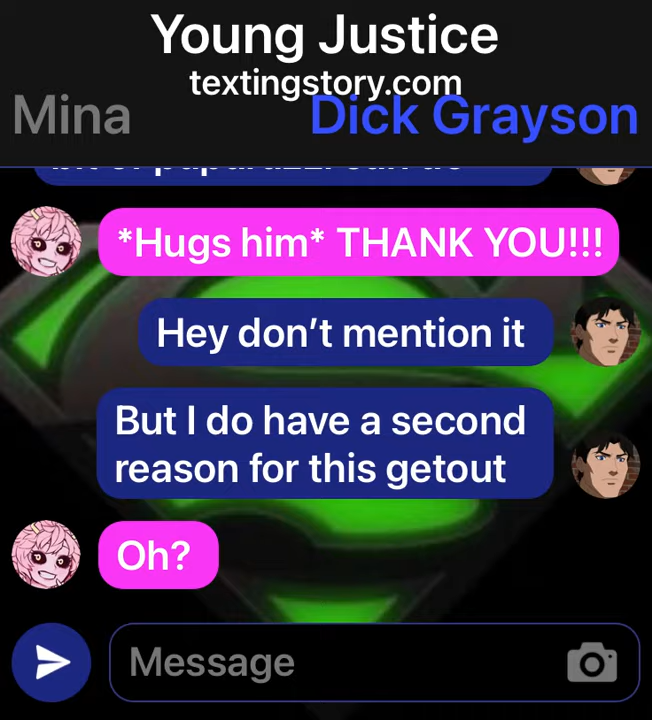 Young Justice
textingstory.com
Mina
Dick Grayson
*Hugs him* THANK YOU!!!
Hey don’t mention it
But I do have a second
reason for this getout
Oh?
Message